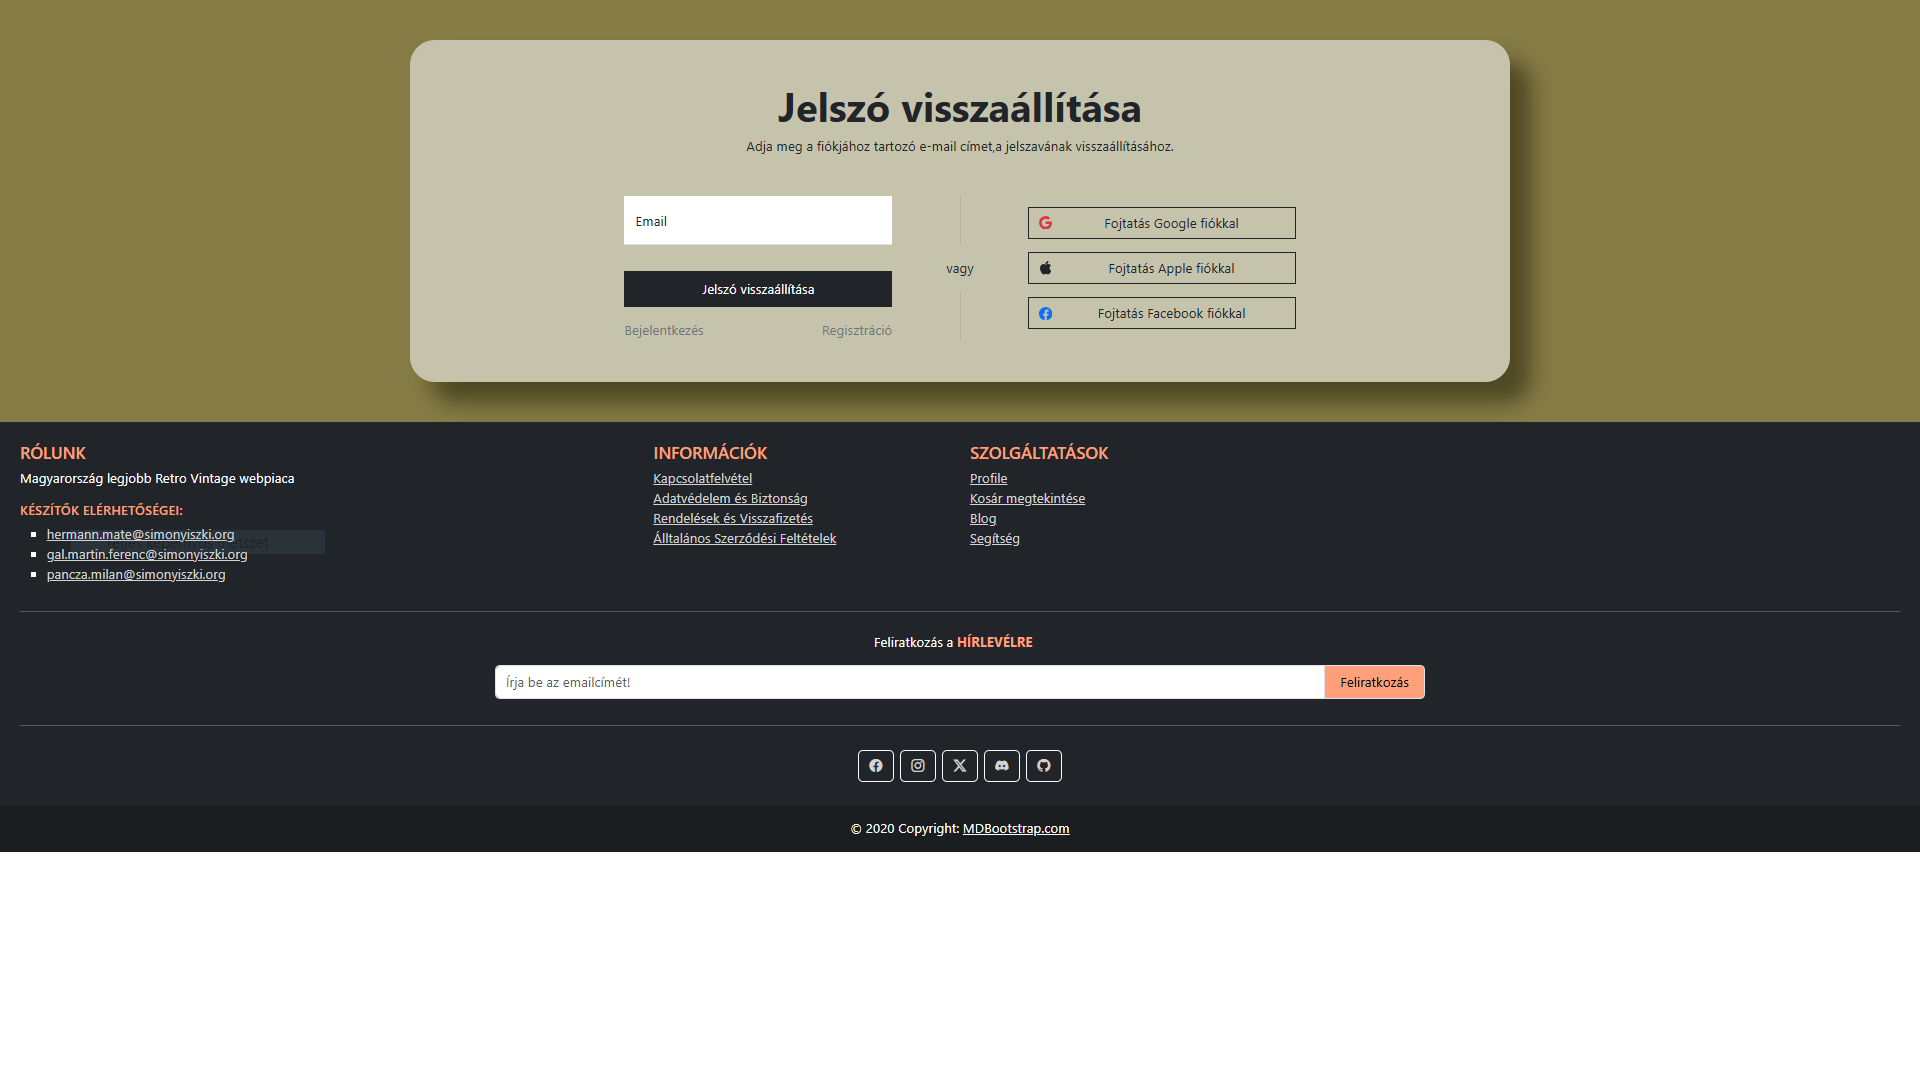 Jelszó visszaállítása
Adja meg a fiókjához tartozó e-mail címet,a jelszavának visszaállításához.
Email
Jelszó visszaállítása
Bejelentkezés
Regisztráció
vagy
Fojtatás Google fiókkal
Fojtatás Apple fiókkal
Fojtatás Facebook fiókkal
RÓLUNK
Magyarország legjobb Retro Vintage webpiaca
KÉSZÍTŐK ELÉRHETŐSÉGEI:
hermann.mate@simonyiszki.org
gal.martin.ferenc@simonyiszki.org
pancza.milan@simonyiszki.org
INFORMÁCIÓK
Kapcsolatfelvétel
Adatvédelem és Biztonság
Rendelések és Visszafizetés
Álltalános Szerződési Feltételek
SZOLGÁLTATÁSOK
Profile
Kosár megtekintése
Blog
Segítség
Feliratkozás a HÍRLEVÉLRE
Írja be az emailcímét!
Feliratkozás
© 2020 Copyright: MDBootstrap.com